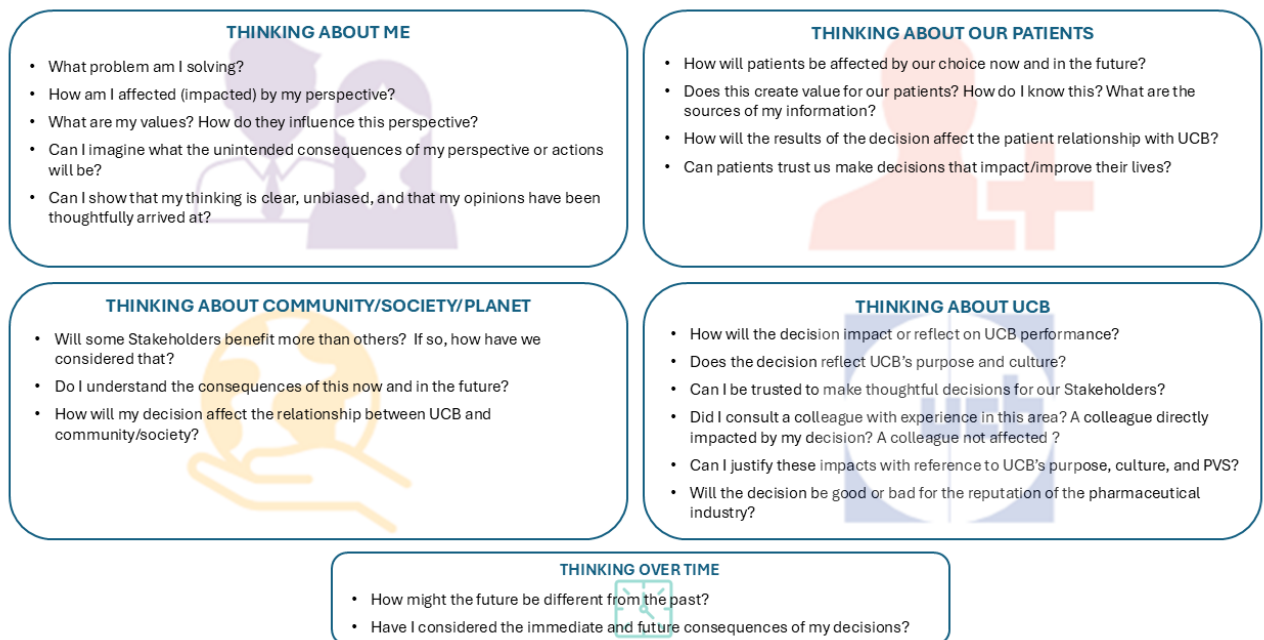 THINKING ABOUT ME
• What problem am I solving?
• How am I affected (impacted) by my perspective?
• What are my values? How do they influence this perspective?
• Can I imagine what the unintended consequences of my perspective or actions
will be?
• Can I show that my thinking is clear, unbiased, and that my opinions have been
thoughtfully arrived at?
THINKING ABOUT OUR PATIENTS
• How will patients be affected by our choice now and in the future?
• Does this create value for our patients? How do I know this? What are the
sources of my information?
• How will the results of the decision affect the patient relationship with UCB?
• Can patients trust us make decisions that impact/improve their lives?
THINKING ABOUT COMMUNITY/SOCIETY/PLANET
• Will some Stakeholders benefit more than others? If so, how have we
considered that?
• Do I understand the consequences of this now and in the future?
• How will my decision affect the relationship between UCB and
community/society?
THINKING ABOUT UCB
• How will the decision impact or reflect on UCB performance?
• Does the decision reflect UCB's purpose and culture?
• Can I be trusted to make thoughtful decisions for our Stakeholders?
• Did I consult a colleague with experience in this area? A colleague directly
impacted by my decision? A colleague not affected ?
• Can I justify these impacts with reference to UCB's purpose, culture, and PVS?
• Will the decision be good or bad for the reputation of the pharmaceutical
industry?
ucb
THINKING OVER TIME
• How might the future be different from the past?
• Have I considered the immediate and future consequences of my decisions?